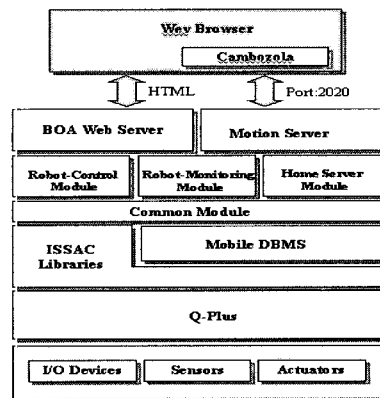 Wev Browser
Cambozola
HTML
Port:2020
BOA Web Server
Motion Server
Robot-Control
Module
Robot-Monitoring
Module
Home Server
Module
Common Module
ISSAC
Libraries
Mobile DBMS
Q-Plus
I/O Devices
Sensors
Actuators